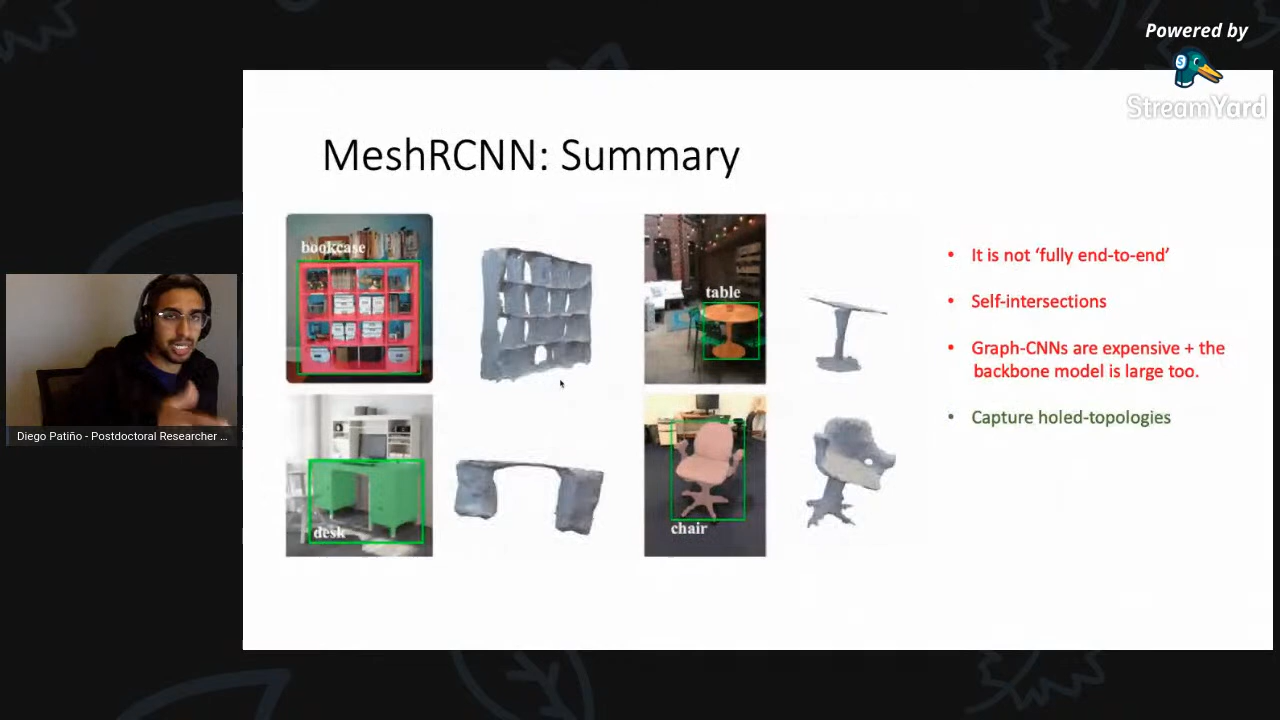 Powered by
StreamYard
MeshRCNN: Summary
bookcase
table
desk
chair
• It is not ‘fully end-to-end’
• Self-intersections
• Graph-CNNs are expensive + the
backbone model is large too.
• Capture holed-topologies
Diego Patiño - Postdoctoral Researcher ...